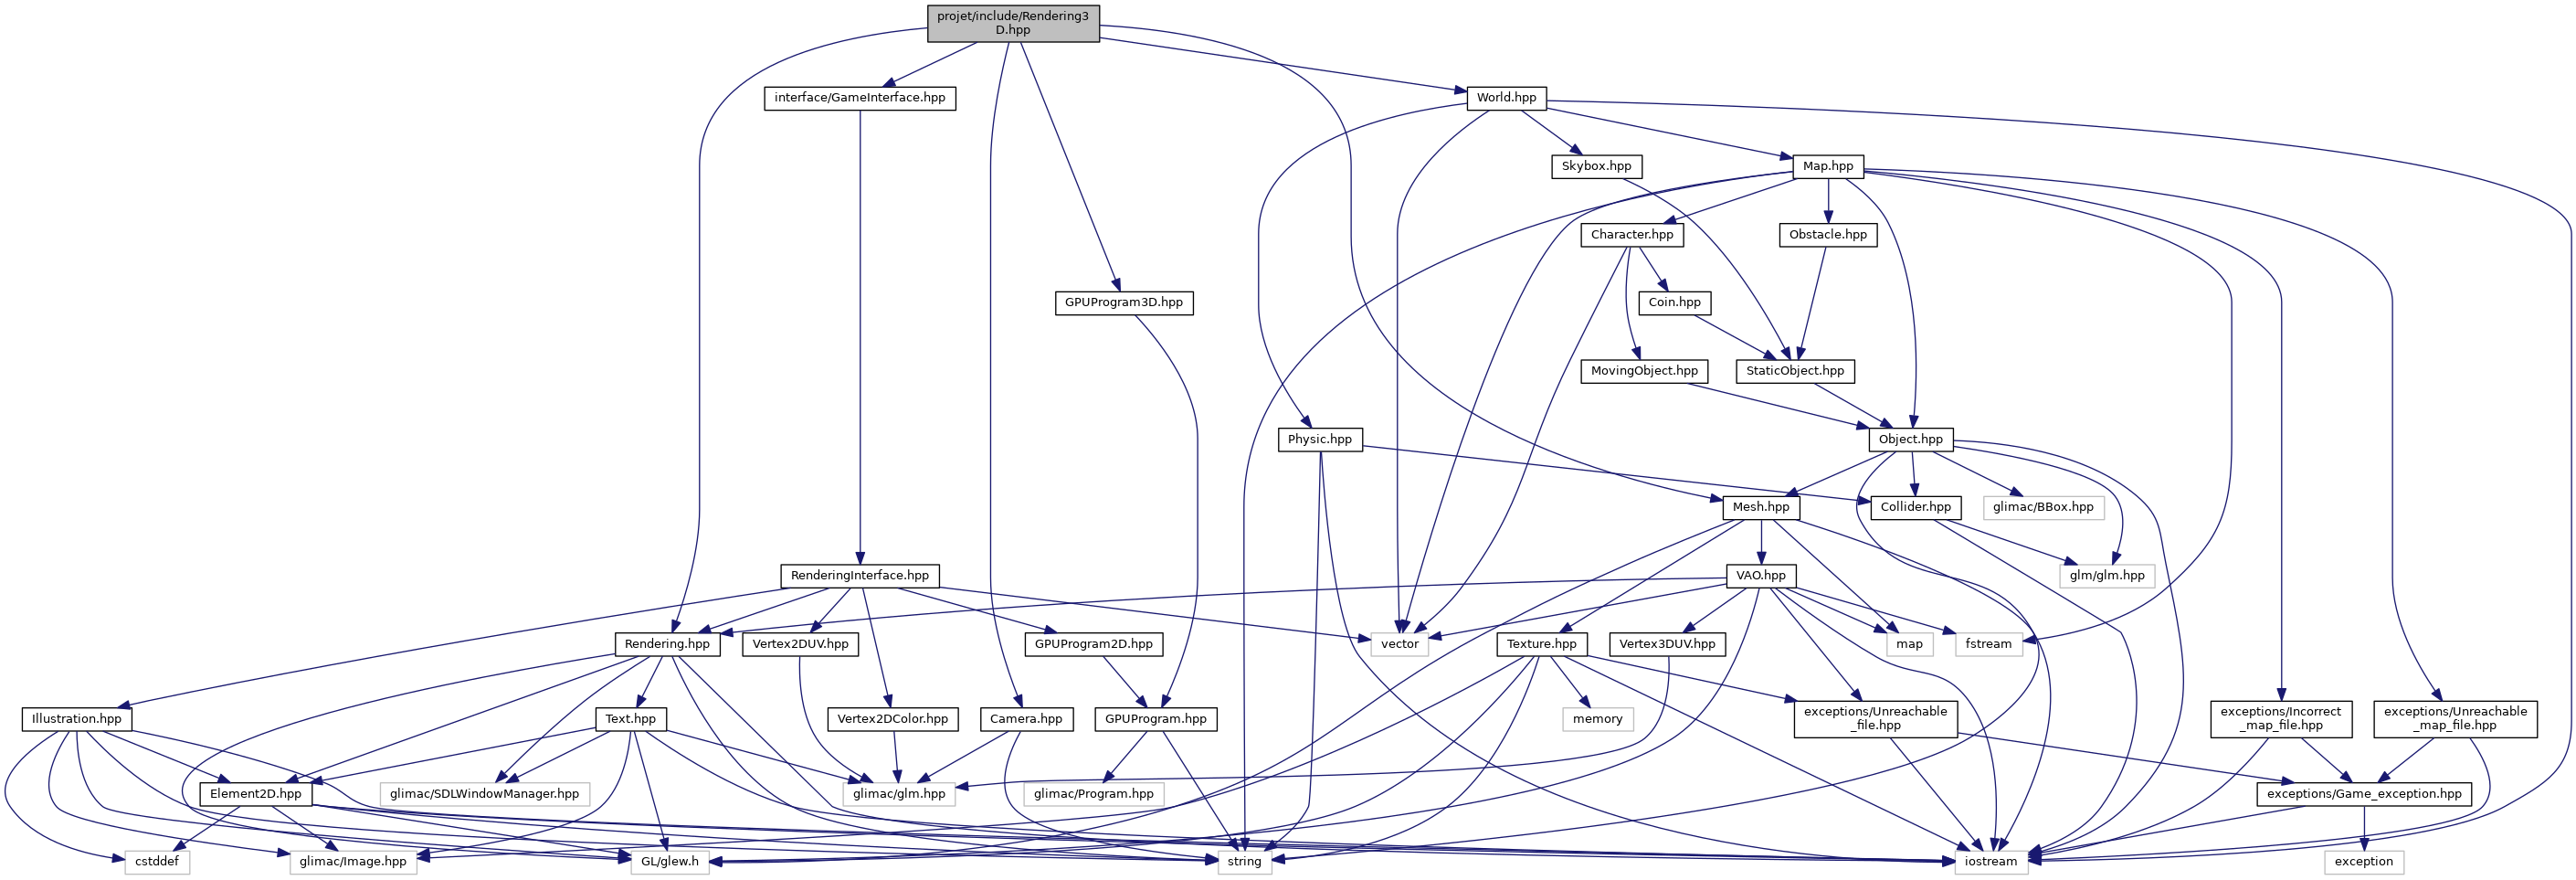 projet/include/Rendering3
D.hpp
interface/GameInterface.hpp
World.hpp
Skybox.hpp
Map.hpp
Character.hpp
Obstacle.hpp
GPUProgram3D.hpp
Coin.hpp
MovingObject.hpp
StaticObject.hpp
Physic.hpp
Object.hpp
Mesh.hpp
Collider.hpp
glimac/BBox.hpp
RenderingInterface.hpp
VAO.hpp
glm/glm.hpp
Rendering.hpp
Vertex2DUV.hpp
GPUProgram2D.hpp
vector
Texture.hpp
Vertex3DUV.hpp
map
fstream
Illustration.hpp
Text.hpp
Vertex2DColor.hpp
Camera.hpp
GPUProgram.hpp
memory
exceptions/Unreachable
_file.hpp
exceptions/Incorrect
_map_file.hpp
exceptions/Unreachable
_map_file.hpp
Element2D.hpp
glimac/SDLWindowManager.hpp
glimac/glm.hpp
glimac/Program.hpp
exceptions/Game_exception.hpp
cstddef
glimac/Image.hpp
GL/glew.h
string
iostream
exception